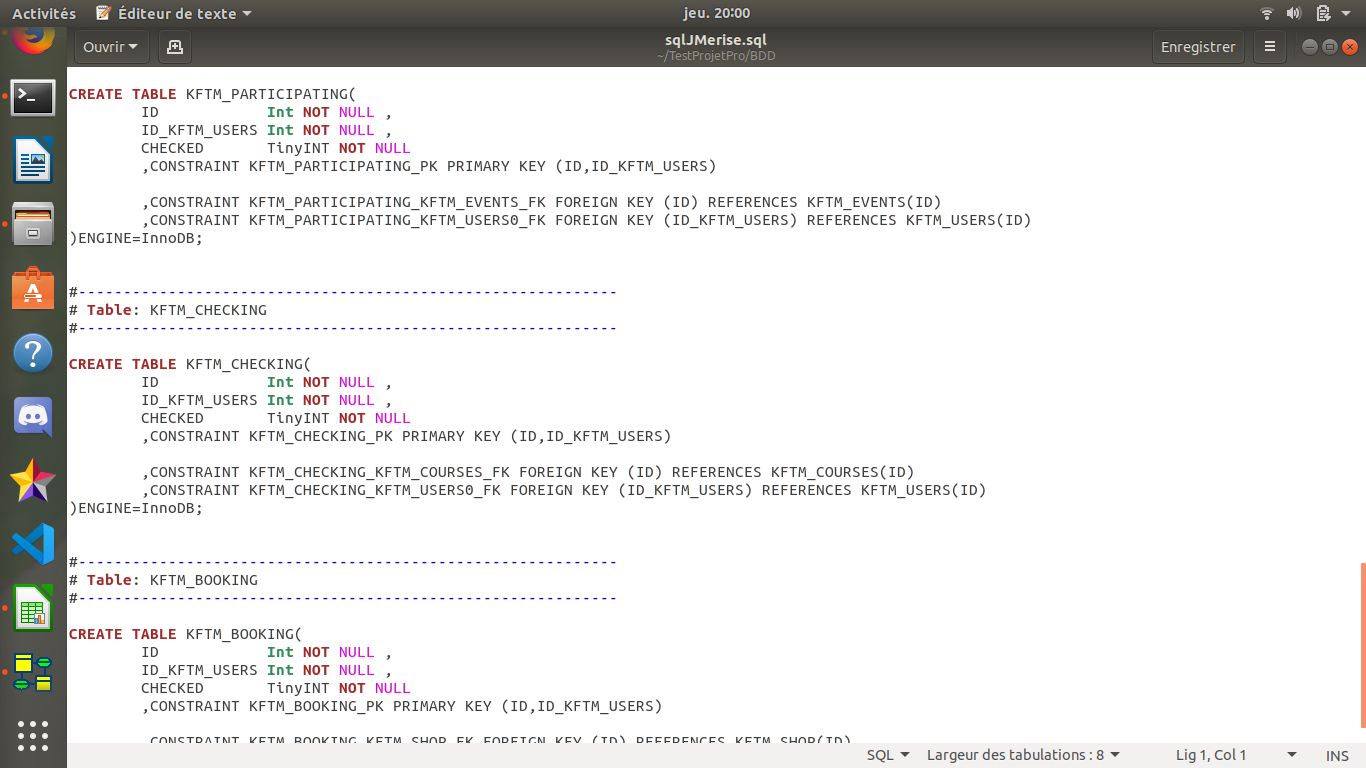 Activités Éditeur de texte jeu. 20:00
Ouvrir sqlJMerise.sql Enregistrer
~/TestProjetPro/BDD
CREATE TABLE KFTM_PARTICIPATING(
ID Int NOT NULL ,
ID_KFTM_USERS Int NOT NULL ,
CHECKED TinyINT NOT NULL
,CONSTRAINT KFTM_PARTICIPATING_PK PRIMARY KEY (ID,ID_KFTM_USERS)
,CONSTRAINT KFTM_PARTICIPATING_KFTM_EVENTS_FK FOREIGN KEY (ID) REFERENCES KFTM_EVENTS(ID)
,CONSTRAINT KFTM_PARTICIPATING_KFTM_USERS0_FK FOREIGN KEY (ID_KFTM_USERS) REFERENCES KFTM_USERS(ID)
)ENGINE=InnoDB;
#------------------------------------------------------------
# Table: KFTM_CHECKING
#------------------------------------------------------------
CREATE TABLE KFTM_CHECKING(
ID Int NOT NULL ,
ID_KFTM_USERS Int NOT NULL ,
CHECKED TinyINT NOT NULL
,CONSTRAINT KFTM_CHECKING_PK PRIMARY KEY (ID,ID_KFTM_USERS)
,CONSTRAINT KFTM_CHECKING_KFTM_COURSES_FK FOREIGN KEY (ID) REFERENCES KFTM_COURSES(ID)
,CONSTRAINT KFTM_CHECKING_KFTM_USERS0_FK FOREIGN KEY (ID_KFTM_USERS) REFERENCES KFTM_USERS(ID)
)ENGINE=InnoDB;
#------------------------------------------------------------
# Table: KFTM_BOOKING
#------------------------------------------------------------
CREATE TABLE KFTM_BOOKING(
ID Int NOT NULL ,
ID_KFTM_USERS Int NOT NULL ,
CHECKED TinyINT NOT NULL
,CONSTRAINT KFTM_BOOKING_PK PRIMARY KEY (ID,ID_KFTM_USERS)
,CONSTRAINT KFTM_BOOKING_KFTM_SHOP_FK FOREIGN KEY (ID) REFERENCES KFTM_SHOP(ID)
SQL Largeur des tabulations : 8 Lig 1, Col 1 INS